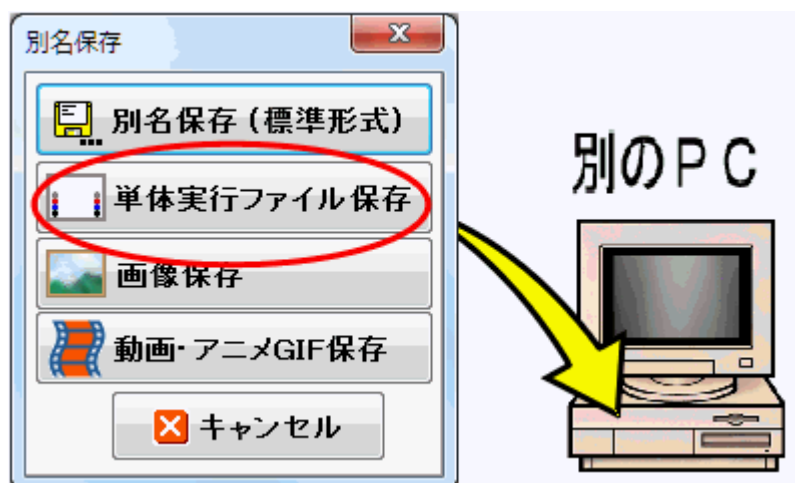 別名保存
別名保存(標準形式)
単体実行ファイル保存
画像保存
動画・アニメGIF保存
キャンセル
別のPC